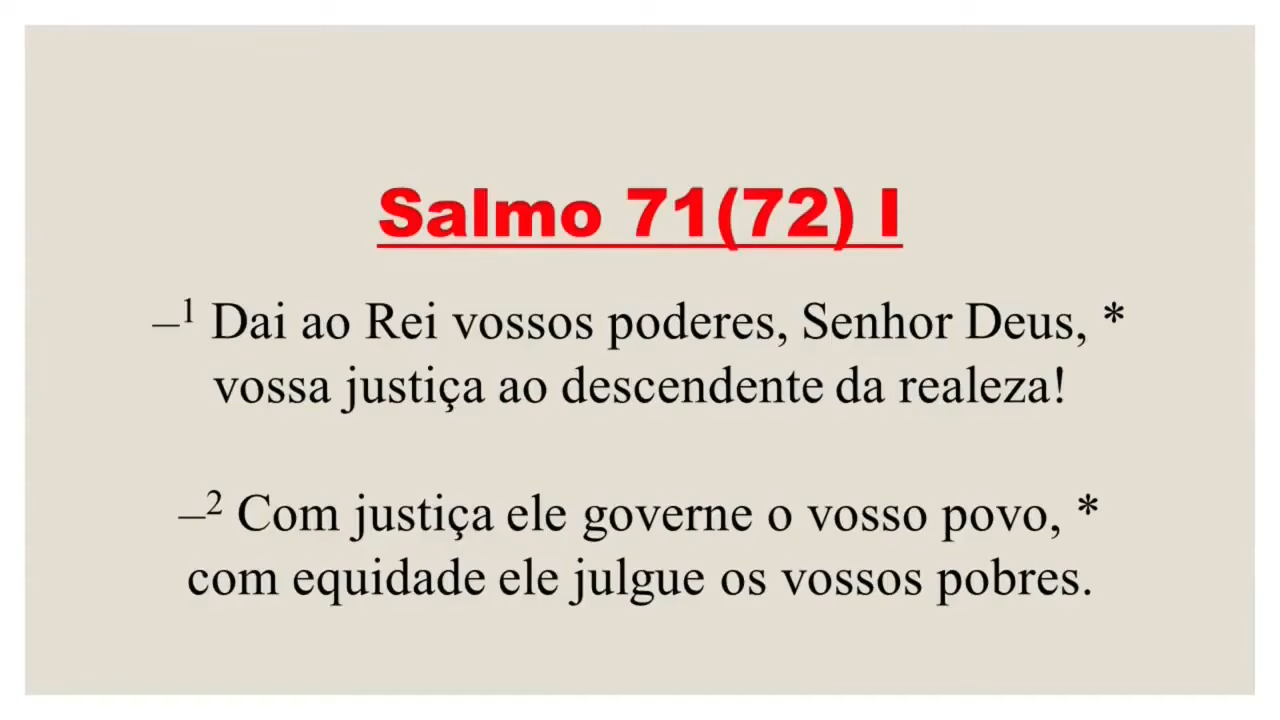 Salmo 71(72) I
–¹ Dai ao Rei vossos poderes, Senhor Deus, *
vossa justiça ao descendente da realeza!
–² Com justiça ele governe o vosso povo, *
com equidade ele julgue os vossos pobres.